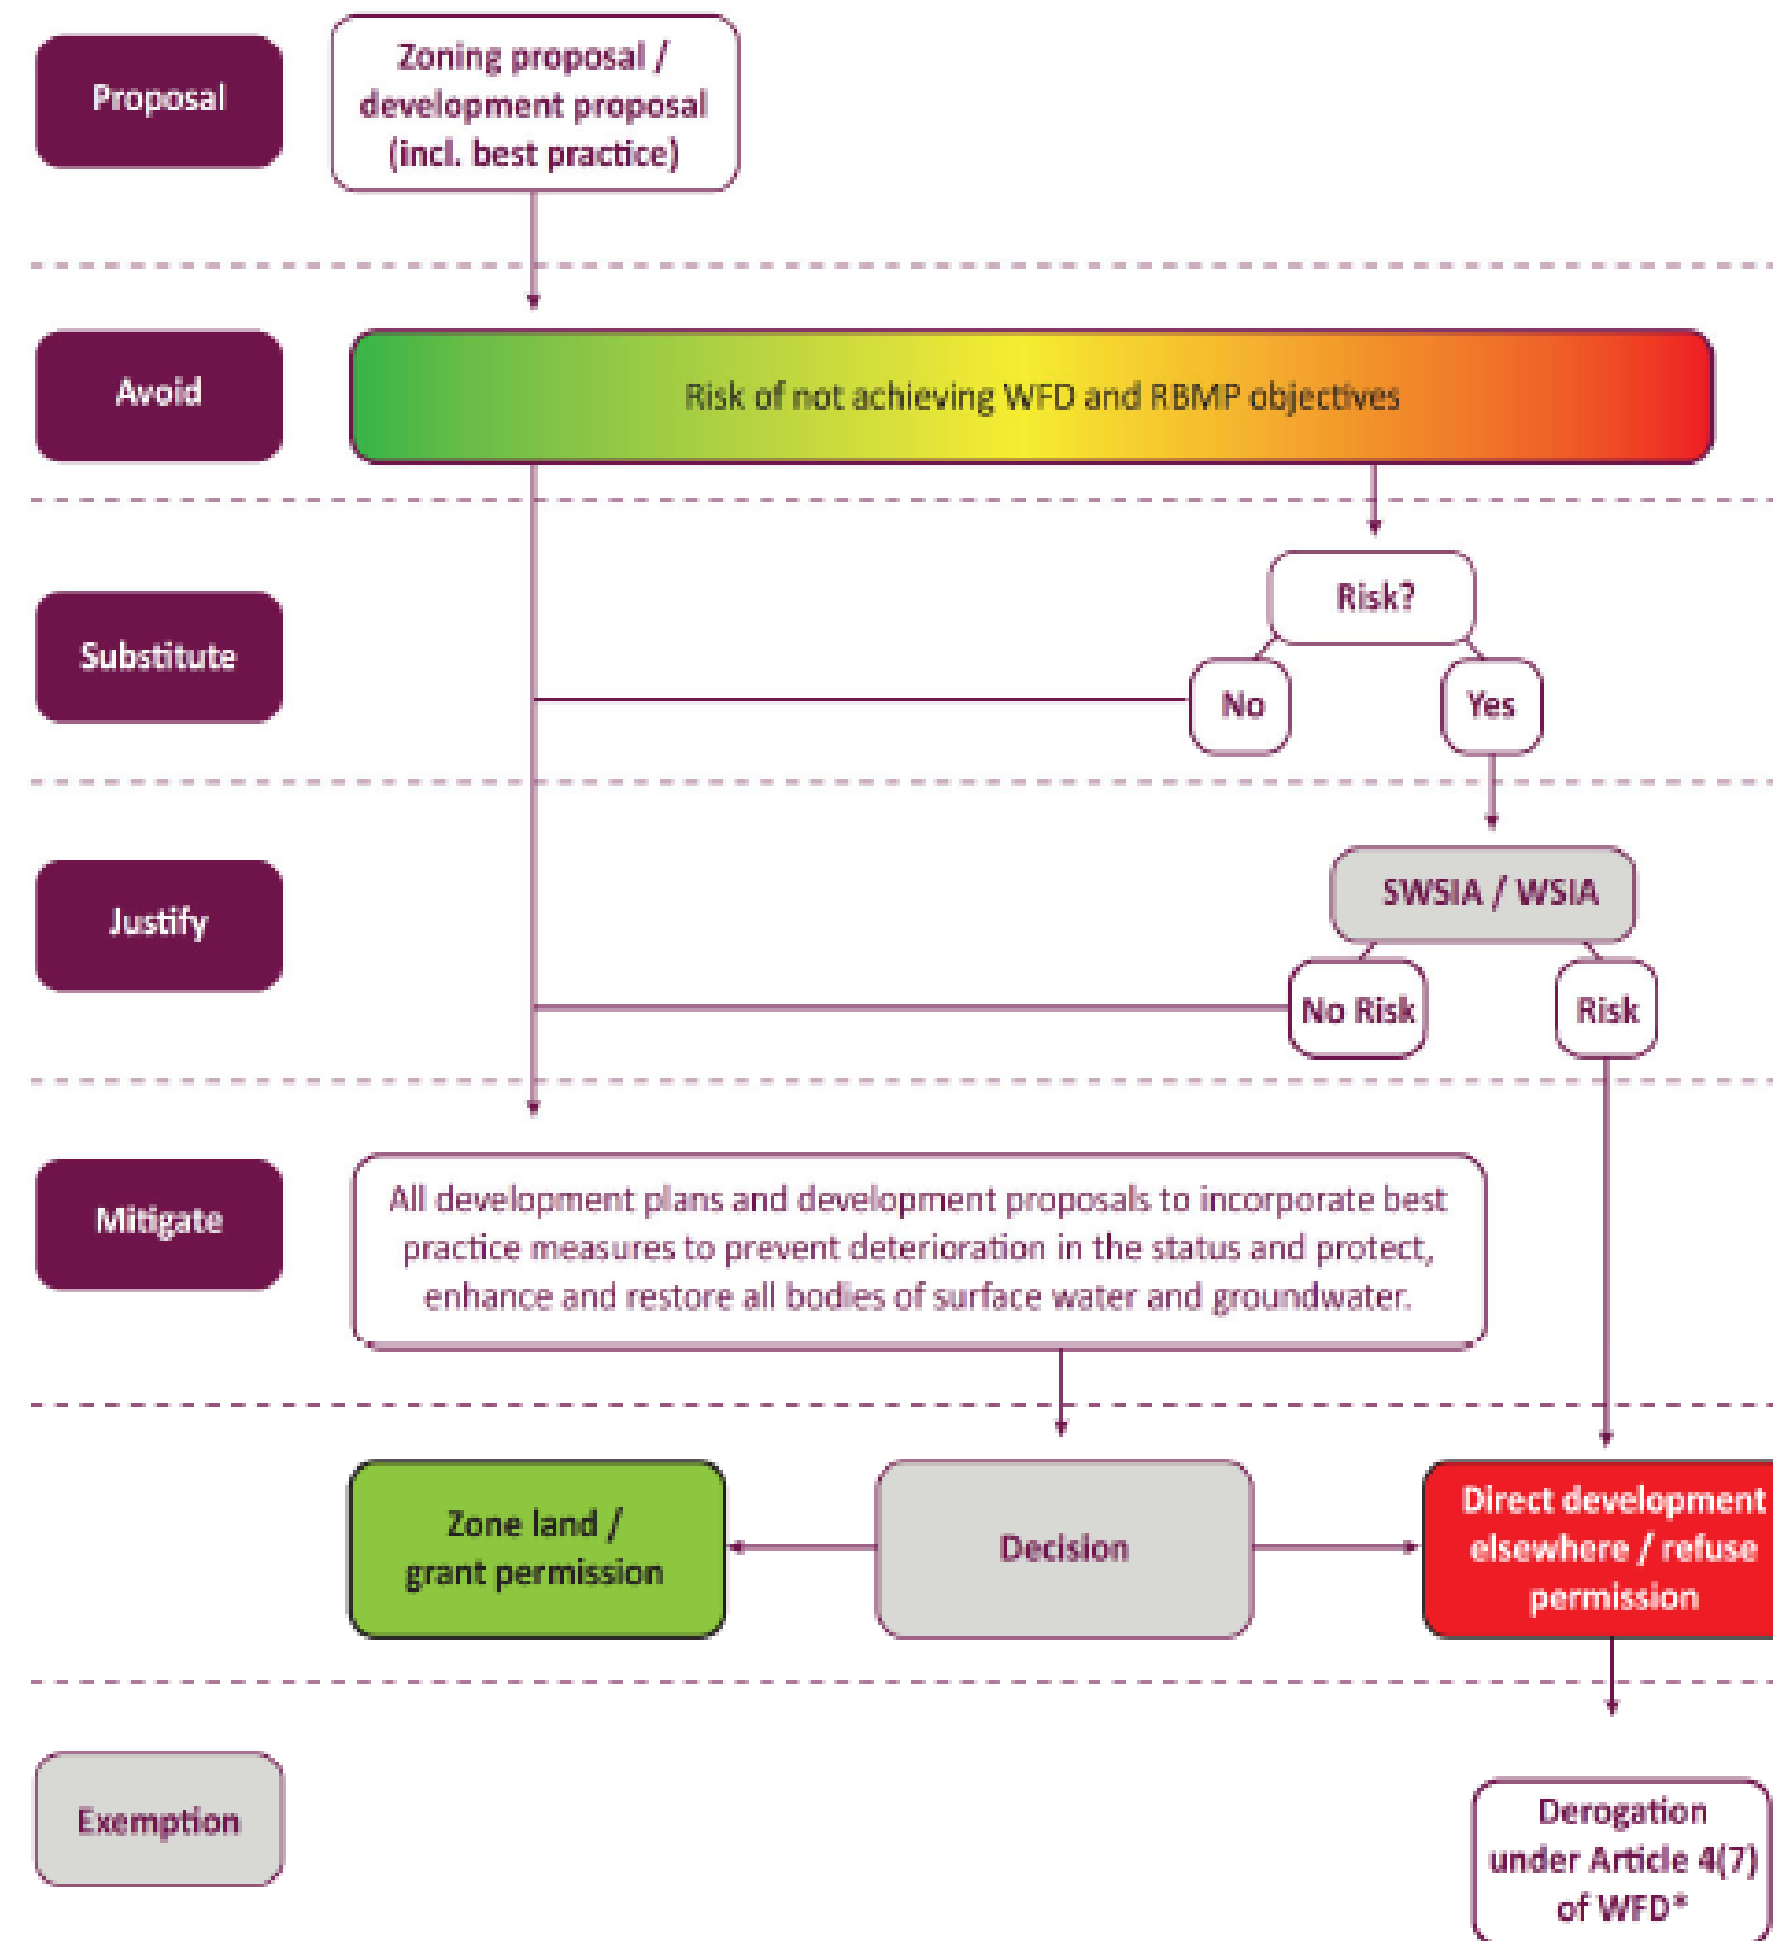 Proposal
Zoning proposal /
development proposal
(incl. best practice)
Avoid
Risk of not achieving WFD and RBMP objectives
Substitute
Risk?
No
Yes
Justify
SWSIA / WSIA
No Risk
Risk
Mitigate
All development plans and development proposals to incorporate best
practice measures to prevent deterioration in the status and protect,
enhance and restore all bodies of surface water and groundwater.
Zone land /
grant permission
Decision
Direct development
elsewhere / refuse
permission
Exemption
Derogation
under Article 4(7)
of WFD*